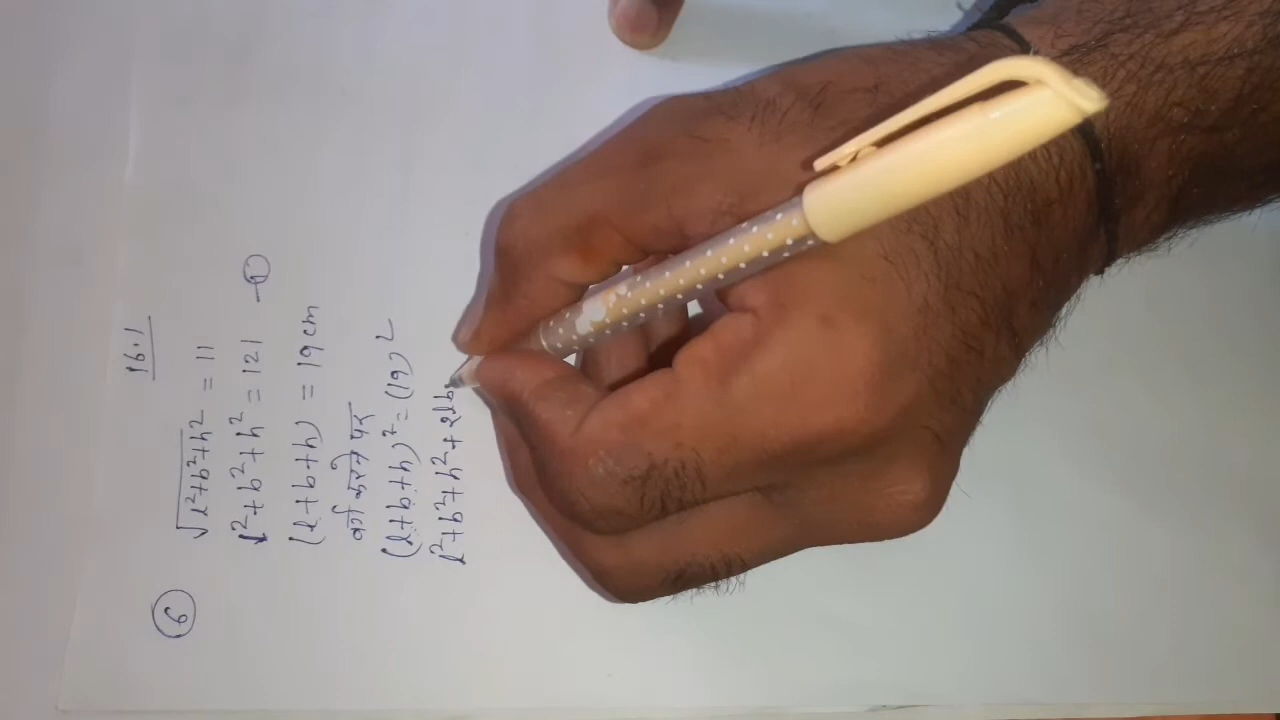 16.1
⑥ √l²+b²+h² = 11
l²+b²+h² = 121 —①
(l+b+h) = 19 cm
वर्ग करने पर
(l+b+h)² = (19)²
l²+b²+h²+2lb